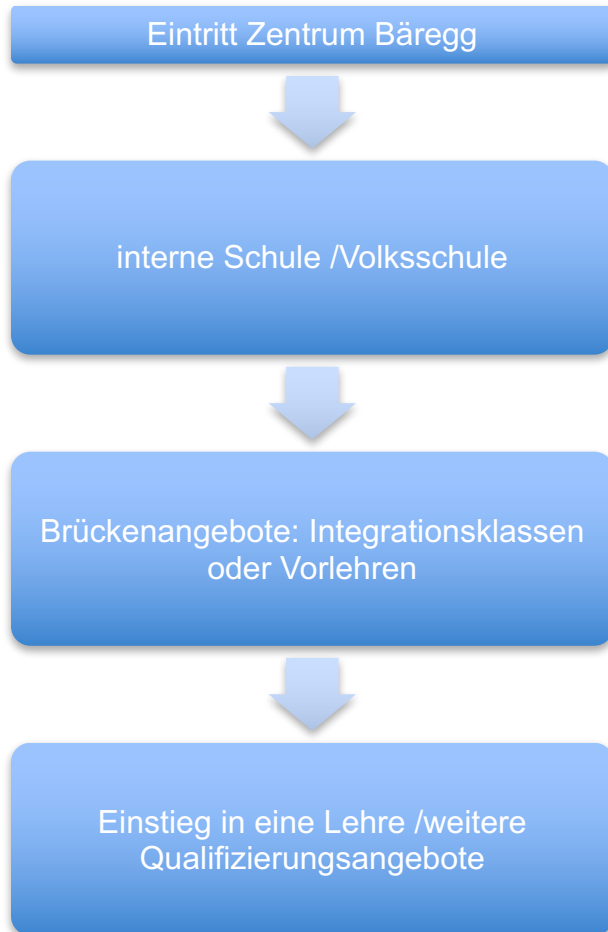 Eintritt Zentrum Bäregg
interne Schule /Volksschule
Brückenangebote: Integrationsklassen
oder Vorlehren
Einstieg in eine Lehre /weitere
Qualifizierungsangebote